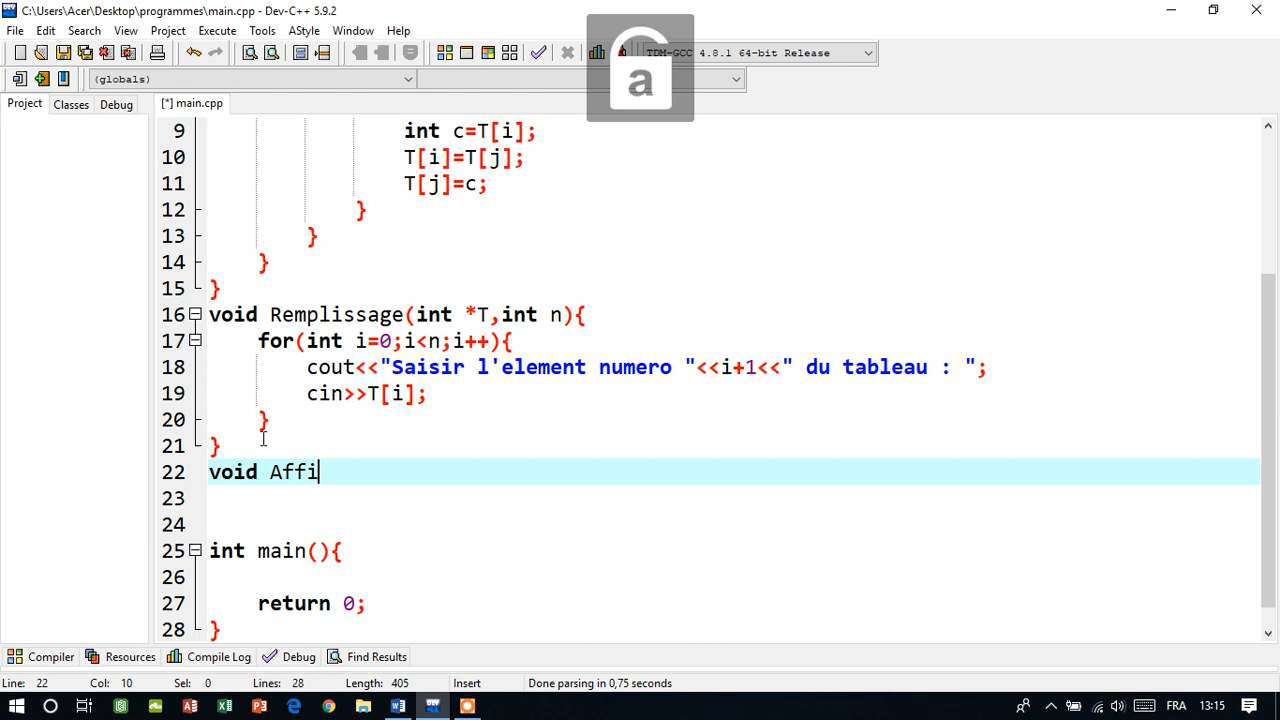 C:\Users\Acer\Desktop\programmes\main.cpp - Dev-C++ 5.9.2
File Edit Search View Project Execute Tools AStyle Window Help
TDM-GCC 4.8.1 64-bit Release
(globals)
Project Classes Debug [*] main.cpp
a
9 int c=T[i];
10 T[i]=T[j];
11 T[j]=c;
12 }
13 }
14 }
15 }
16 void Remplissage(int *T,int n){
17 for(int i=0;i<n;i++){
18 cout<<"Saisir l'element numero "<<i+1<<" du tableau : ";
19 cin>>T[i];
20 }
21 }
22 void Affi
23
24
25 int main(){
26
27 return 0;
28 }
Compiler Resources Compile Log Debug Find Results
Line: 22 Col: 10 Sel: 0 Lines: 28 Length: 405 Insert Done parsing in 0,75 seconds
FRA 13:15